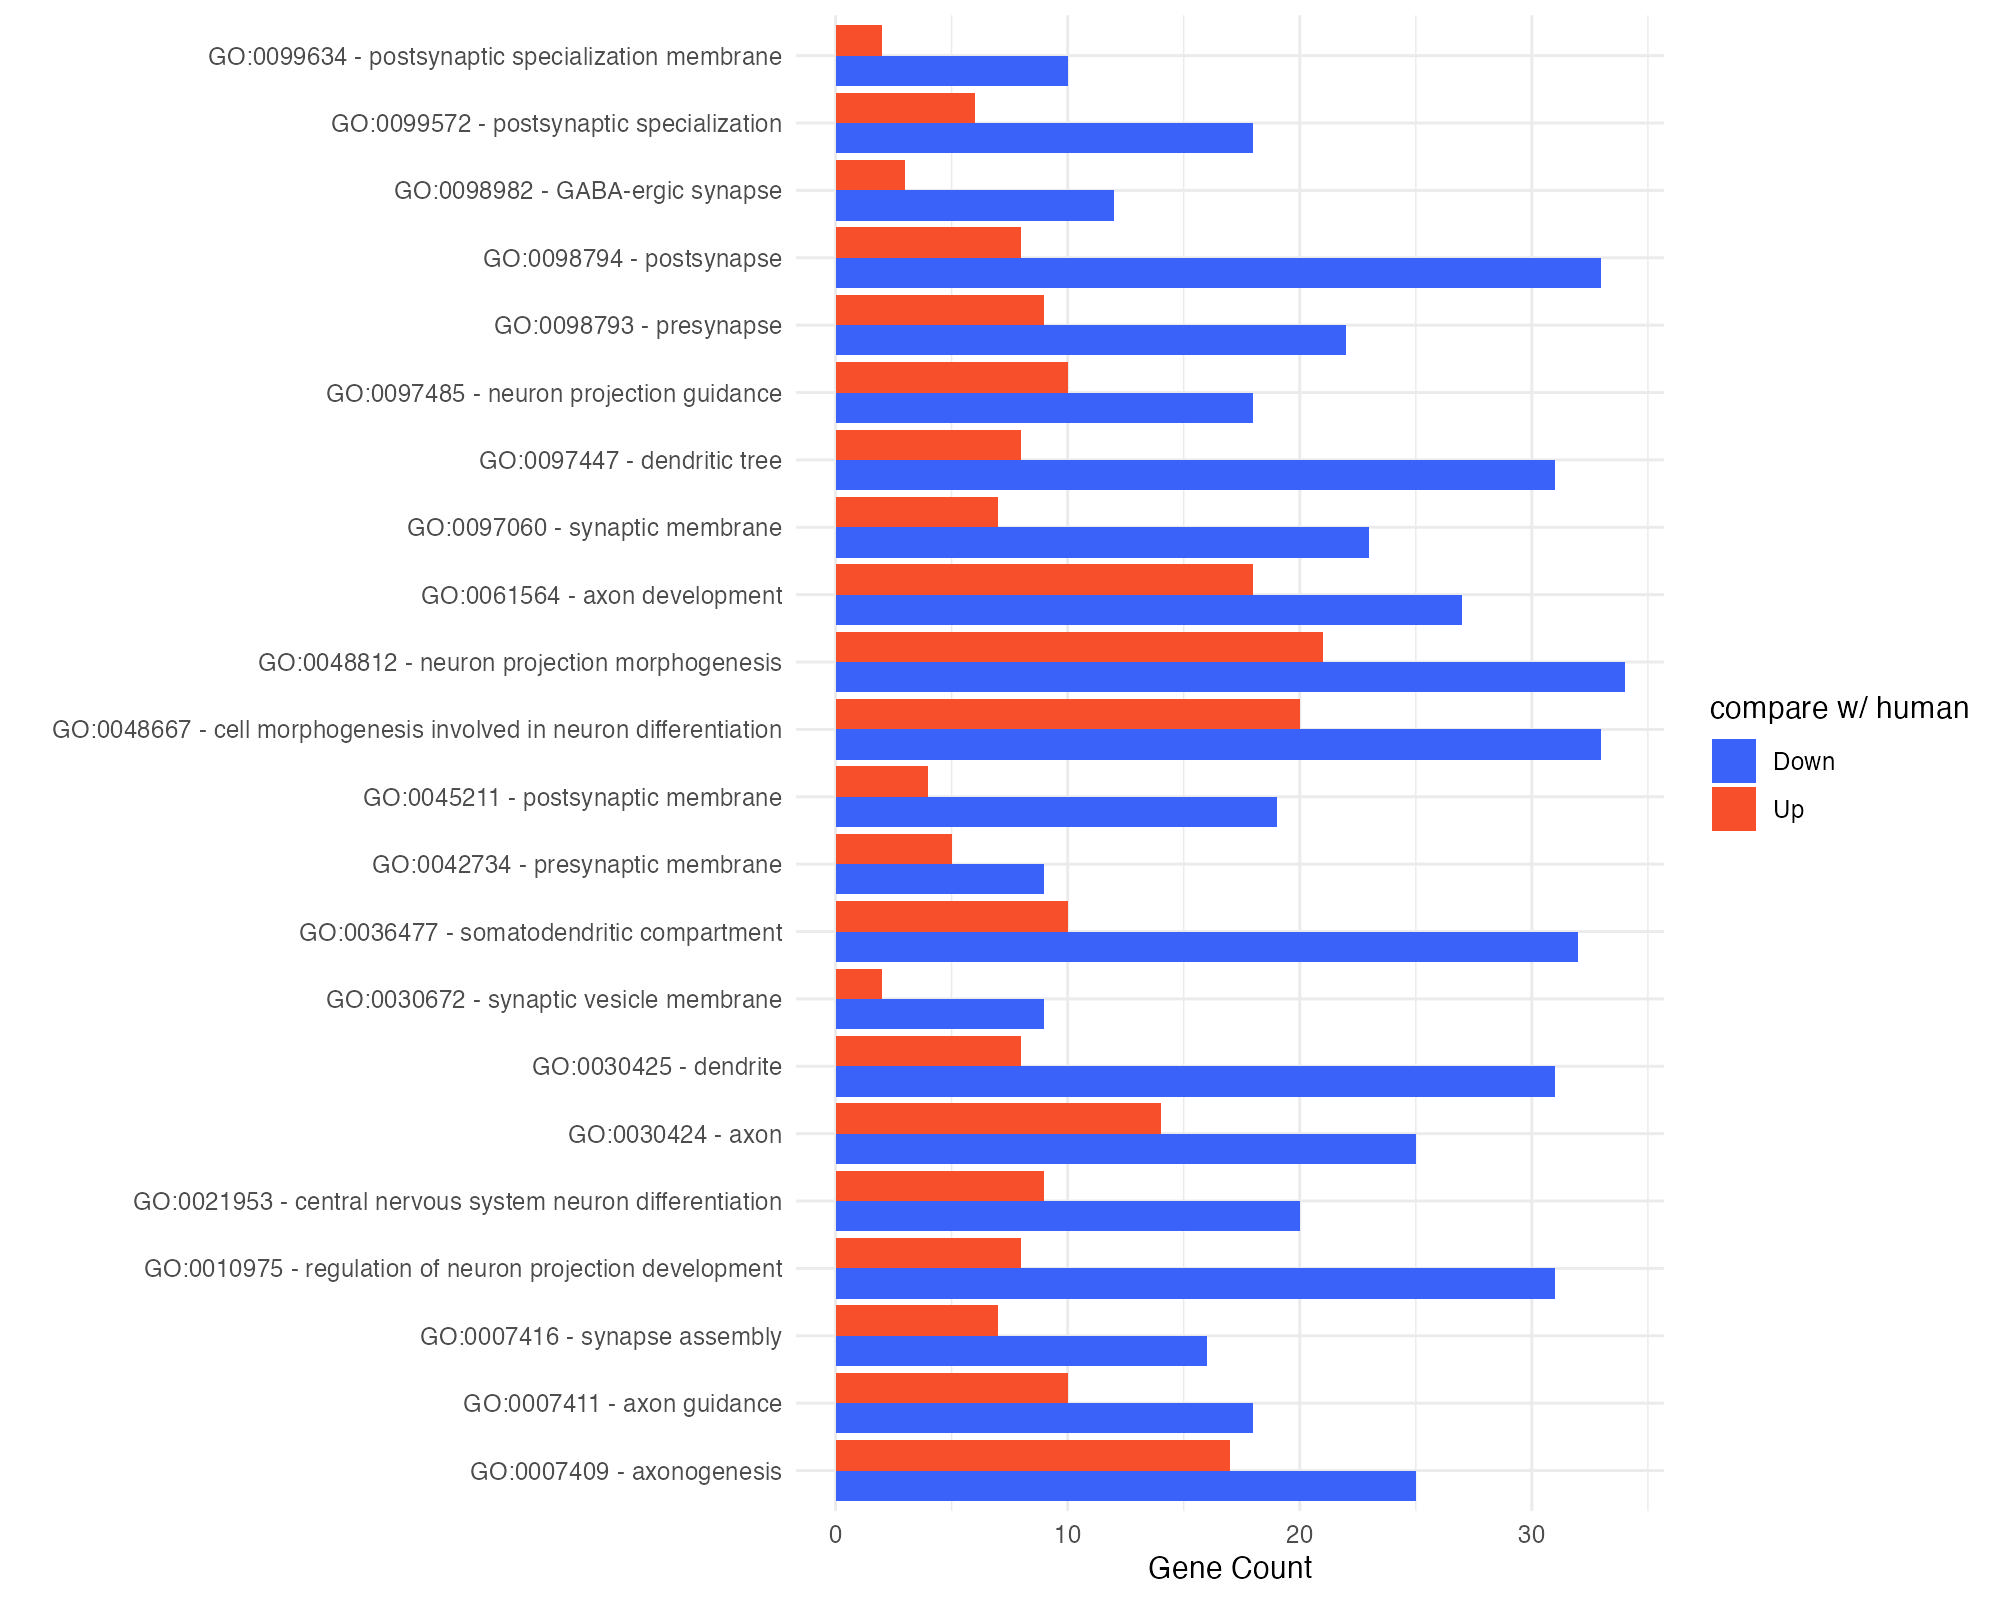 GO:0099634 - postsynaptic specialization membrane
GO:0099572 - postsynaptic specialization
GO:0098982 - GABA-ergic synapse
GO:0098794 - postsynapse
GO:0098793 - presynapse
GO:0097485 - neuron projection guidance
GO:0097447 - dendritic tree
GO:0097060 - synaptic membrane
GO:0061564 - axon development
GO:0048812 - neuron projection morphogenesis
GO:0048667 - cell morphogenesis involved in neuron differentiation
GO:0045211 - postsynaptic membrane
GO:0042734 - presynaptic membrane
GO:0036477 - somatodendritic compartment
GO:0030672 - synaptic vesicle membrane
GO:0030425 - dendrite
GO:0030424 - axon
GO:0021953 - central nervous system neuron differentiation
GO:0010975 - regulation of neuron projection development
GO:0007416 - synapse assembly
GO:0007411 - axon guidance
GO:0007409 - axonogenesis
0 10 20 30
Gene Count
compare w/ human
Down
Up